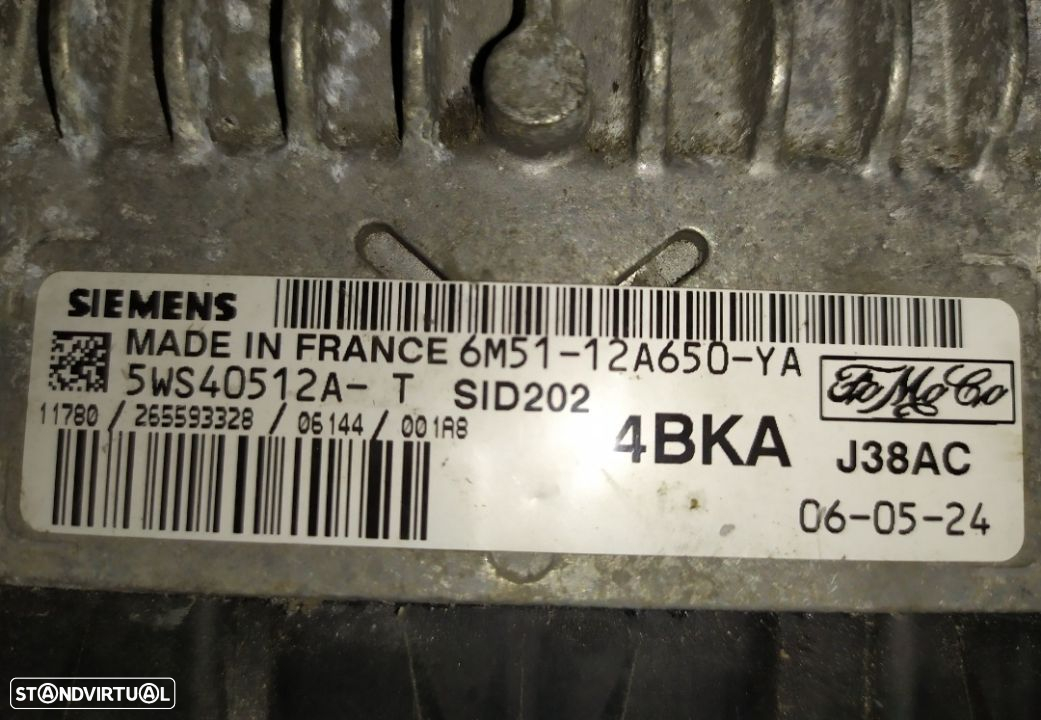 SIEMENS
MADE IN FRANCE 6M51-12A650-YA
5WS40512A- T SID202
FoMoCo
11780 / 265593328 / 06144 / 001A8
4BKA J38AC
06-05-24
STANDVIRTUAL